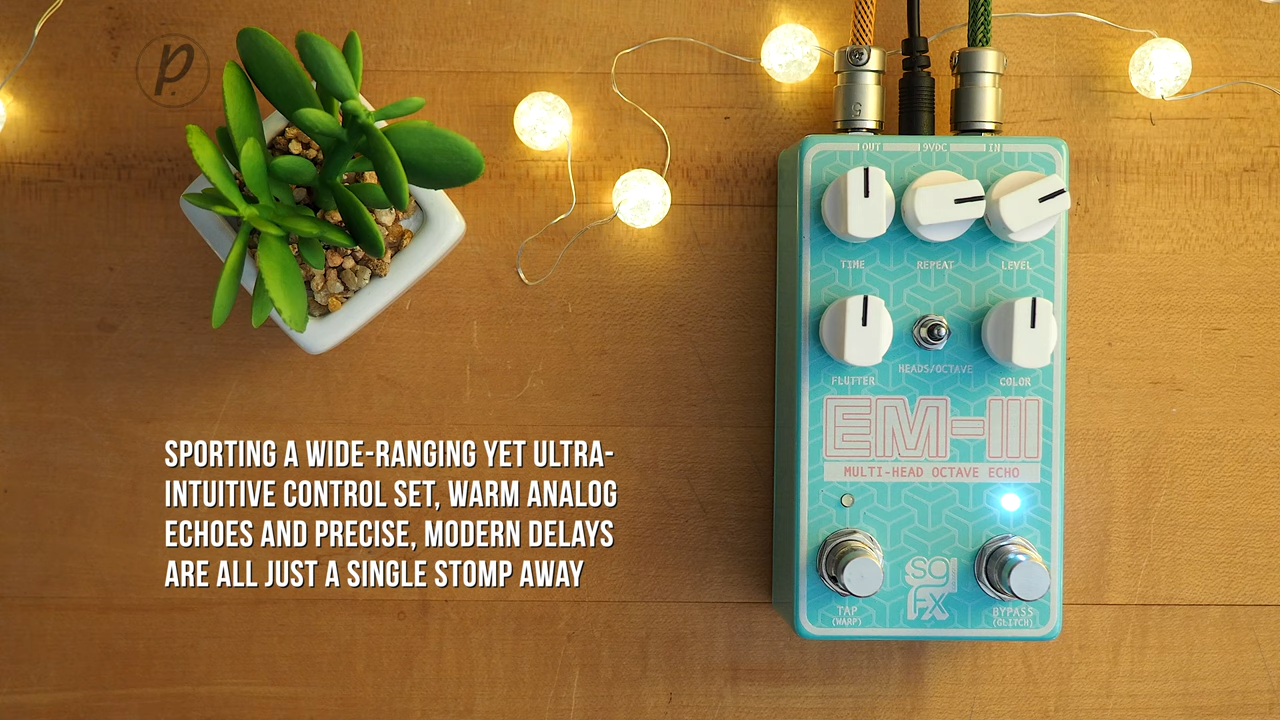 p.
OUT 9VDC IN
TIME REPEAT LEVEL
HEADS/OCTAVE
FLUTTER COLOR
EM-III
MULTI-HEAD OCTAVE ECHO
SPORTING A WIDE-RANGING YET ULTRA-
INTUITIVE CONTROL SET, WARM ANALOG
ECHOES AND PRECISE, MODERN DELAYS
ARE ALL JUST A SINGLE STOMP AWAY
sg
FX
TAP BYPASS
(WARP) (GLITCH)